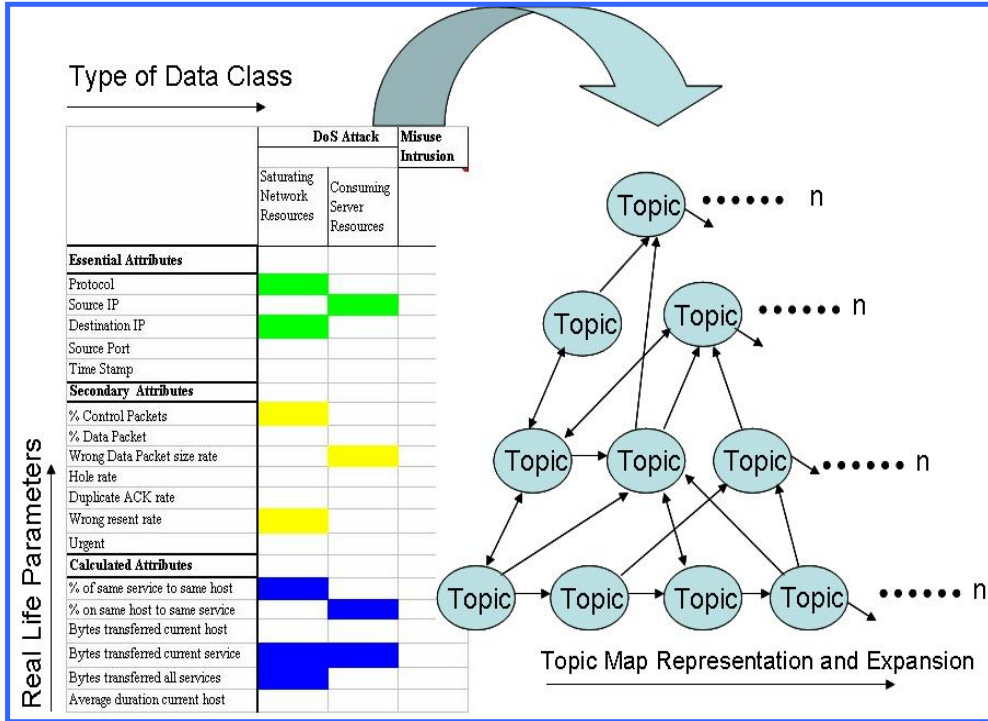 Type of Data Class
DoS Attack
Misuse
Intrusion
Saturating
Network
Resources
Consuming
Server
Resources
Essential Attributes
Protocol
Source IP
Destination IP
Source Port
Time Stamp
Secondary Attributes
% Control Packets
% Data Packet
Wrong Data Packet size rate
Hole rate
Duplicate ACK rate
Wrong resent rate
Urgent
Calculated Attributes
% of same service to same host
% on same host to same service
Bytes transferred current host
Bytes transferred current service
Bytes transferred all services
Average duration current host
Real Life Parameters
Topic ...... n
Topic
Topic ...... n
Topic
Topic
Topic ...... n
Topic
Topic
Topic
Topic ...... n
Topic Map Representation and Expansion